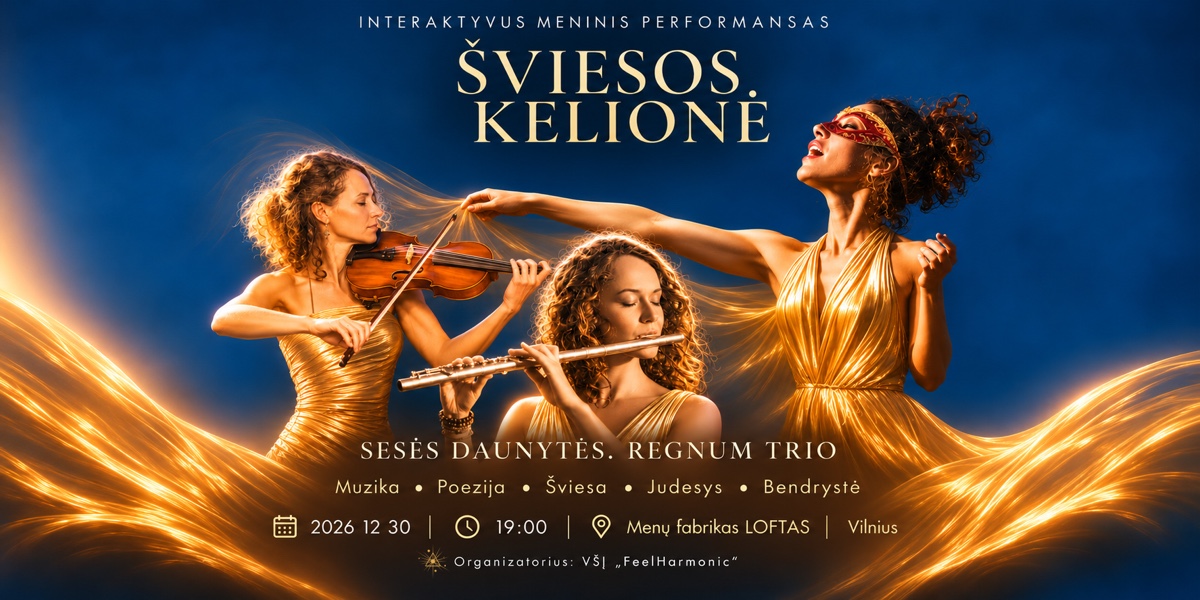 INTERAKTYVUS MENINIS PERFORMANSAS
ŠVIESOS
KELIONĖ
SESĖS DAUNYTĖS. REGNUM TRIO
Muzika • Poezija • Šviesa • Judesys • Bendrystė
2026 12 30 | 19:00 | Menų fabrikas LOFTAS | Vilnius
Organizatorius: VŠĮ „FeelHarmonic“